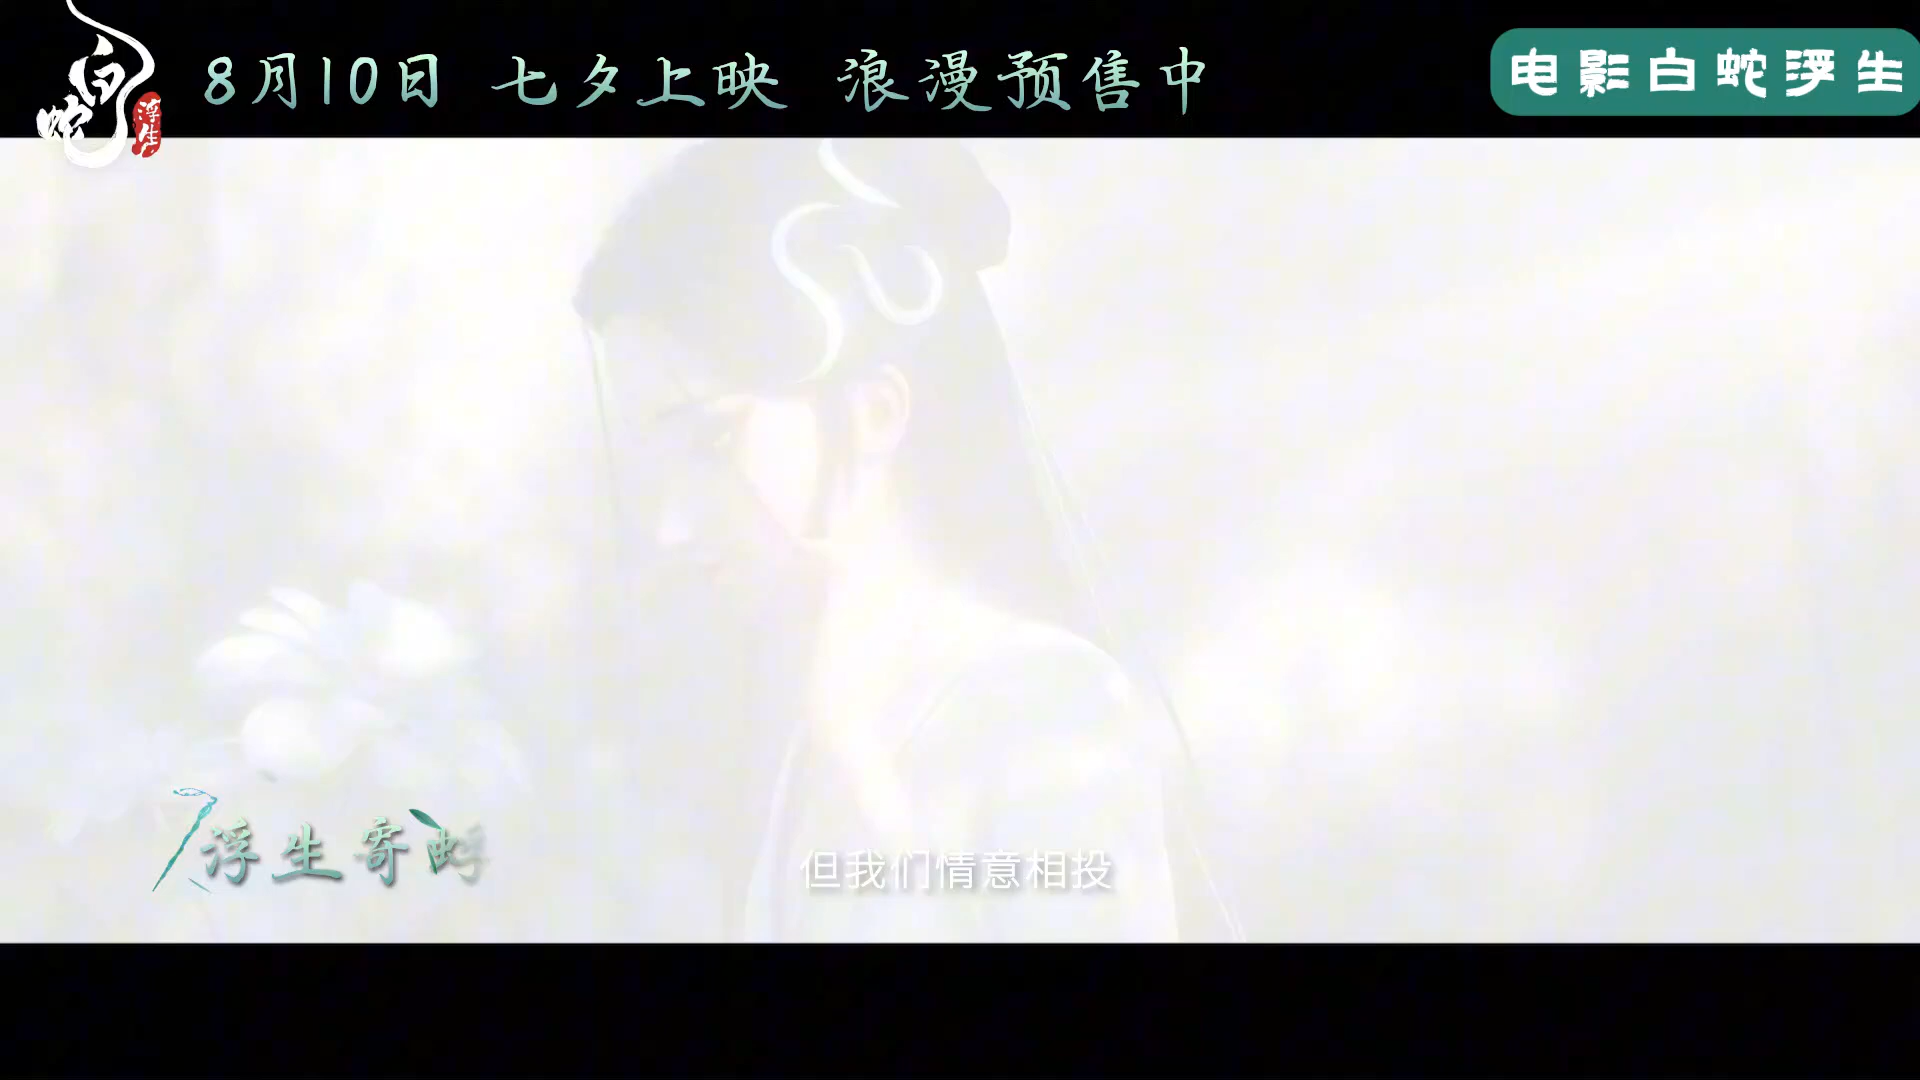 白蛇
浮生
8月10日 七夕上映 浪漫预售中
电影白蛇浮生
浮生寄蜉
但我们情意相投